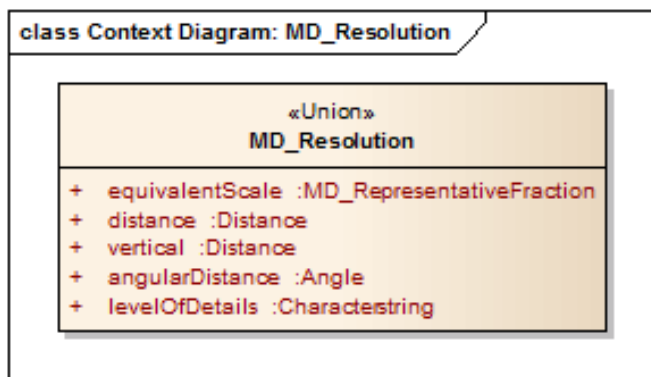 class Context Diagram: MD_Resolution
«Union»
MD_Resolution
+ equivalentScale :MD_RepresentativeFraction
+ distance :Distance
+ vertical :Distance
+ angularDistance :Angle
+ levelOfDetails :Characterstring